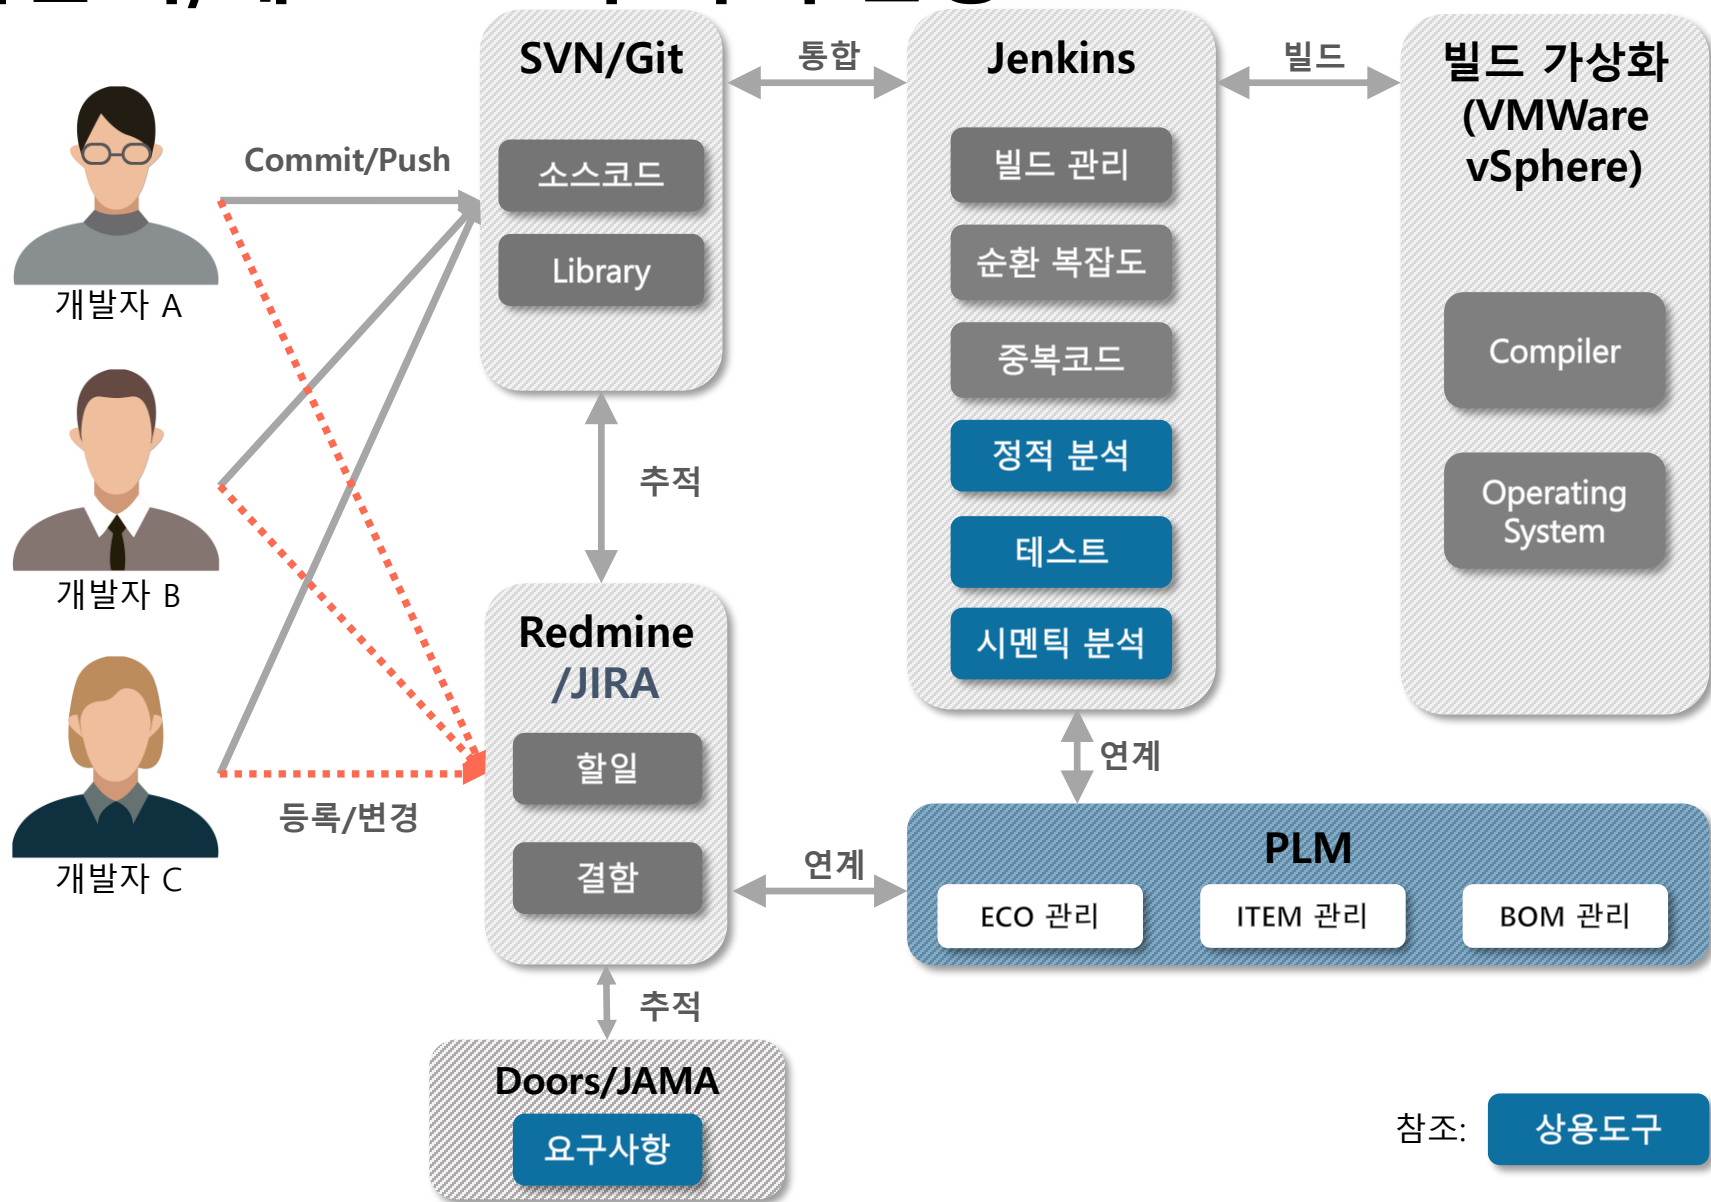 SVN/Git
통합
Jenkins
빌드
빌드 가상화
(VMWare
vSphere)
Commit/Push
소스코드
Library
빌드 관리
순환 복잡도
중복코드
정적 분석
테스트
시멘틱 분석
Compiler
Operating
System
개발자 A
개발자 B
개발자 C
추적
Redmine
/JIRA
할일
결함
등록/변경
연계
연계
PLM
ECO 관리
ITEM 관리
BOM 관리
추적
Doors/JAMA
요구사항
참조:
상용도구